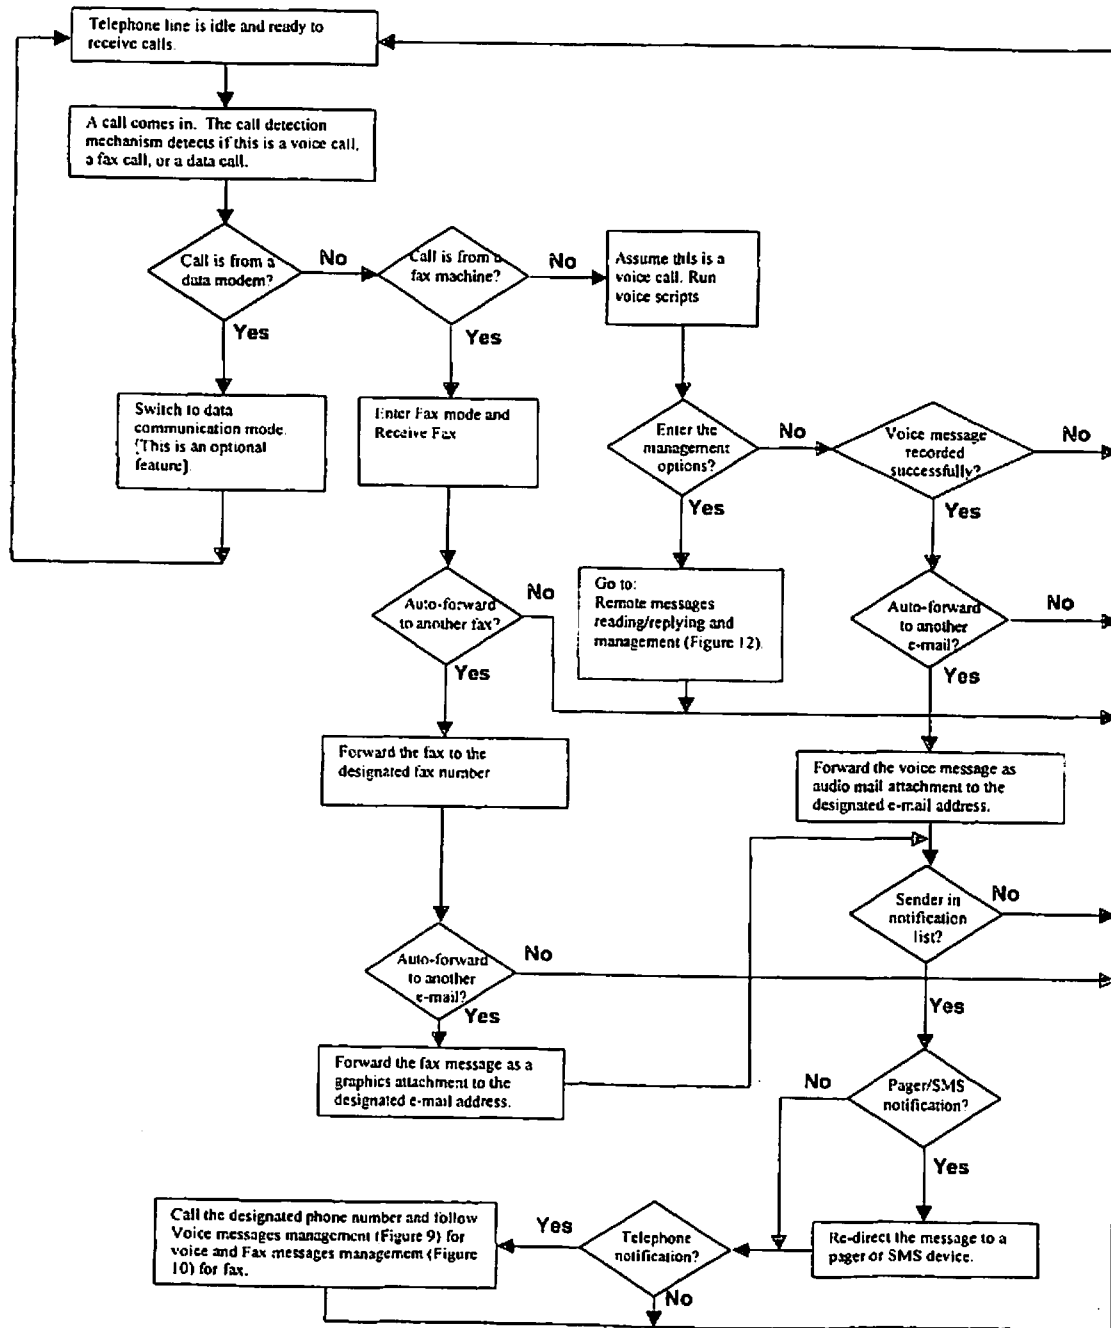 Telephone line is idle and ready to
receive calls.
A call comes in. The call detection
mechanism detects if this is a voice call,
a fax call, or a data call.
Call is from a
data modem?
No
Yes
Call is from a
fax machine?
No
Yes
Assume this is a
voice call. Run
voice scripts
Switch to data
communication mode.
(This is an optional
feature).
Enter Fax mode and
Receive Fax
Enter the
management
options?
No
Yes
Voice message
recorded
successfully?
No
Yes
Auto-forward
to another fax?
No
Yes
Go to:
Remote messages
reading/replying and
management (Figure 12).
Auto-forward
to another
e-mail?
No
Yes
Forward the fax to the
designated fax number
Forward the voice message as
audio mail attachment to the
designated e-mail address.
Sender in
notification
list?
No
Yes
Auto-forward
to another
e-mail?
No
Yes
Forward the fax message as a
graphics attachment to the
designated e-mail address.
Pager/SMS
notification?
No
Yes
Call the designated phone number and follow
Voice messages management (Figure 9) for
voice and Fax messages management (Figure
10) for fax.
Yes
Telephone
notification?
No
Re-direct the message to a
pager or SMS device.